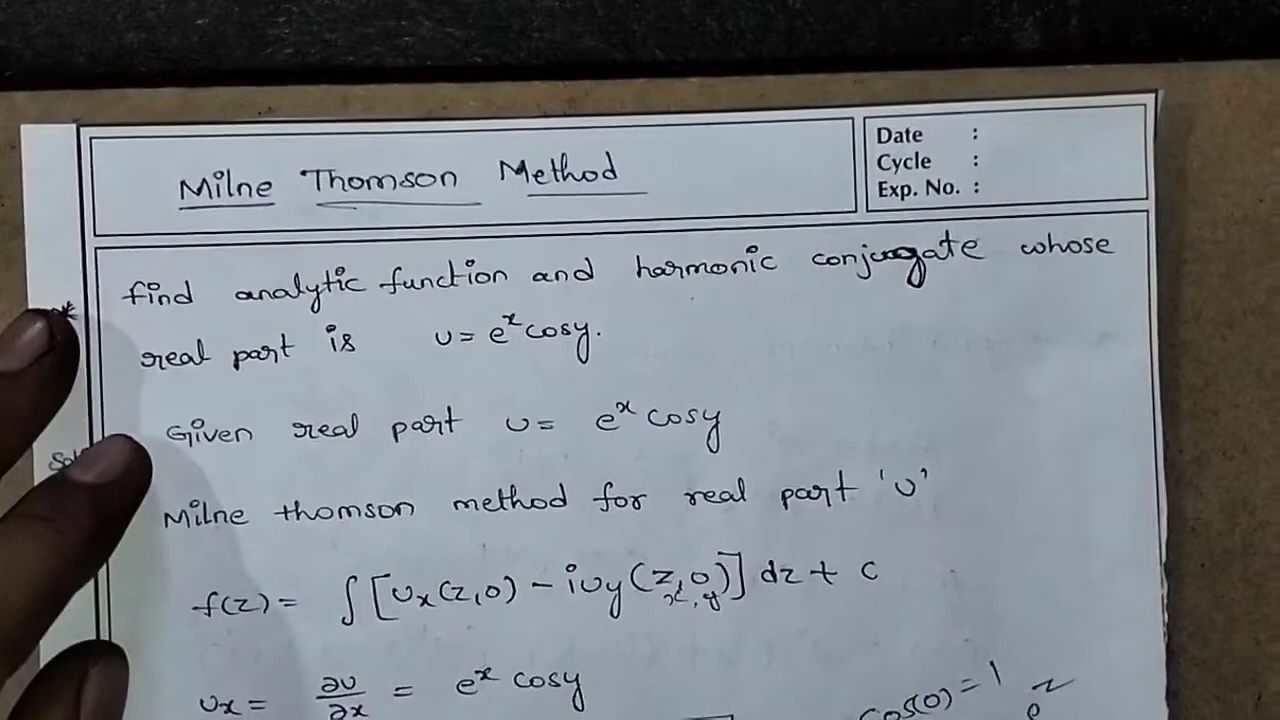 Milne Thomson Method
Date :
Cycle :
Exp. No. :
find analytic function and harmonic conjugate whose
real part is u = e^x cosy.
Given real part u = e^x cosy
Milne thomson method for real part 'u'
f(z) = ∫ [ux(z,0) - iuy(z,0)] dz + c
x,y
ux = ∂u/∂x = e^x cosy
cos(0) = 1